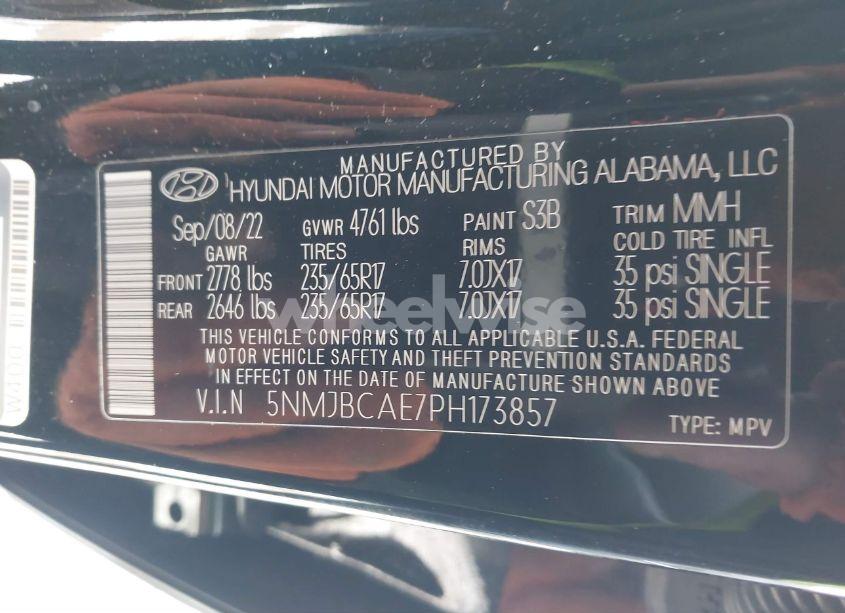 MANUFACTURED BY
HYUNDAI MOTOR MANUFACTURING ALABAMA, LLC
Sep/08/22 GVWR 4761 lbs PAINT S3B TRIM MMH
GAWR TIRES RIMS COLD TIRE INFL
FRONT 2778 lbs 235/65R17 7.0JX17 35 psi SINGLE
REAR 2646 lbs 235/65R17 7.0JX17 35 psi SINGLE
wheelwise
THIS VEHICLE CONFORMS TO ALL APPLICABLE U.S.A. FEDERAL
MOTOR VEHICLE SAFETY AND THEFT PREVENTION STANDARDS
IN EFFECT ON THE DATE OF MANUFACTURE SHOWN ABOVE
V.I.N 5NMJBCAE7PH173857 TYPE: MPV